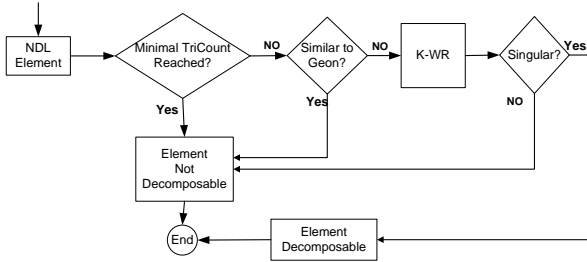 NDL
Element
Minimal TriCount
Reached?
NO
Similar to
Geon?
NO
K-WR
Singular?
Yes
Yes
Yes
NO
Element
Not
Decomposable
End
Element
Decomposable